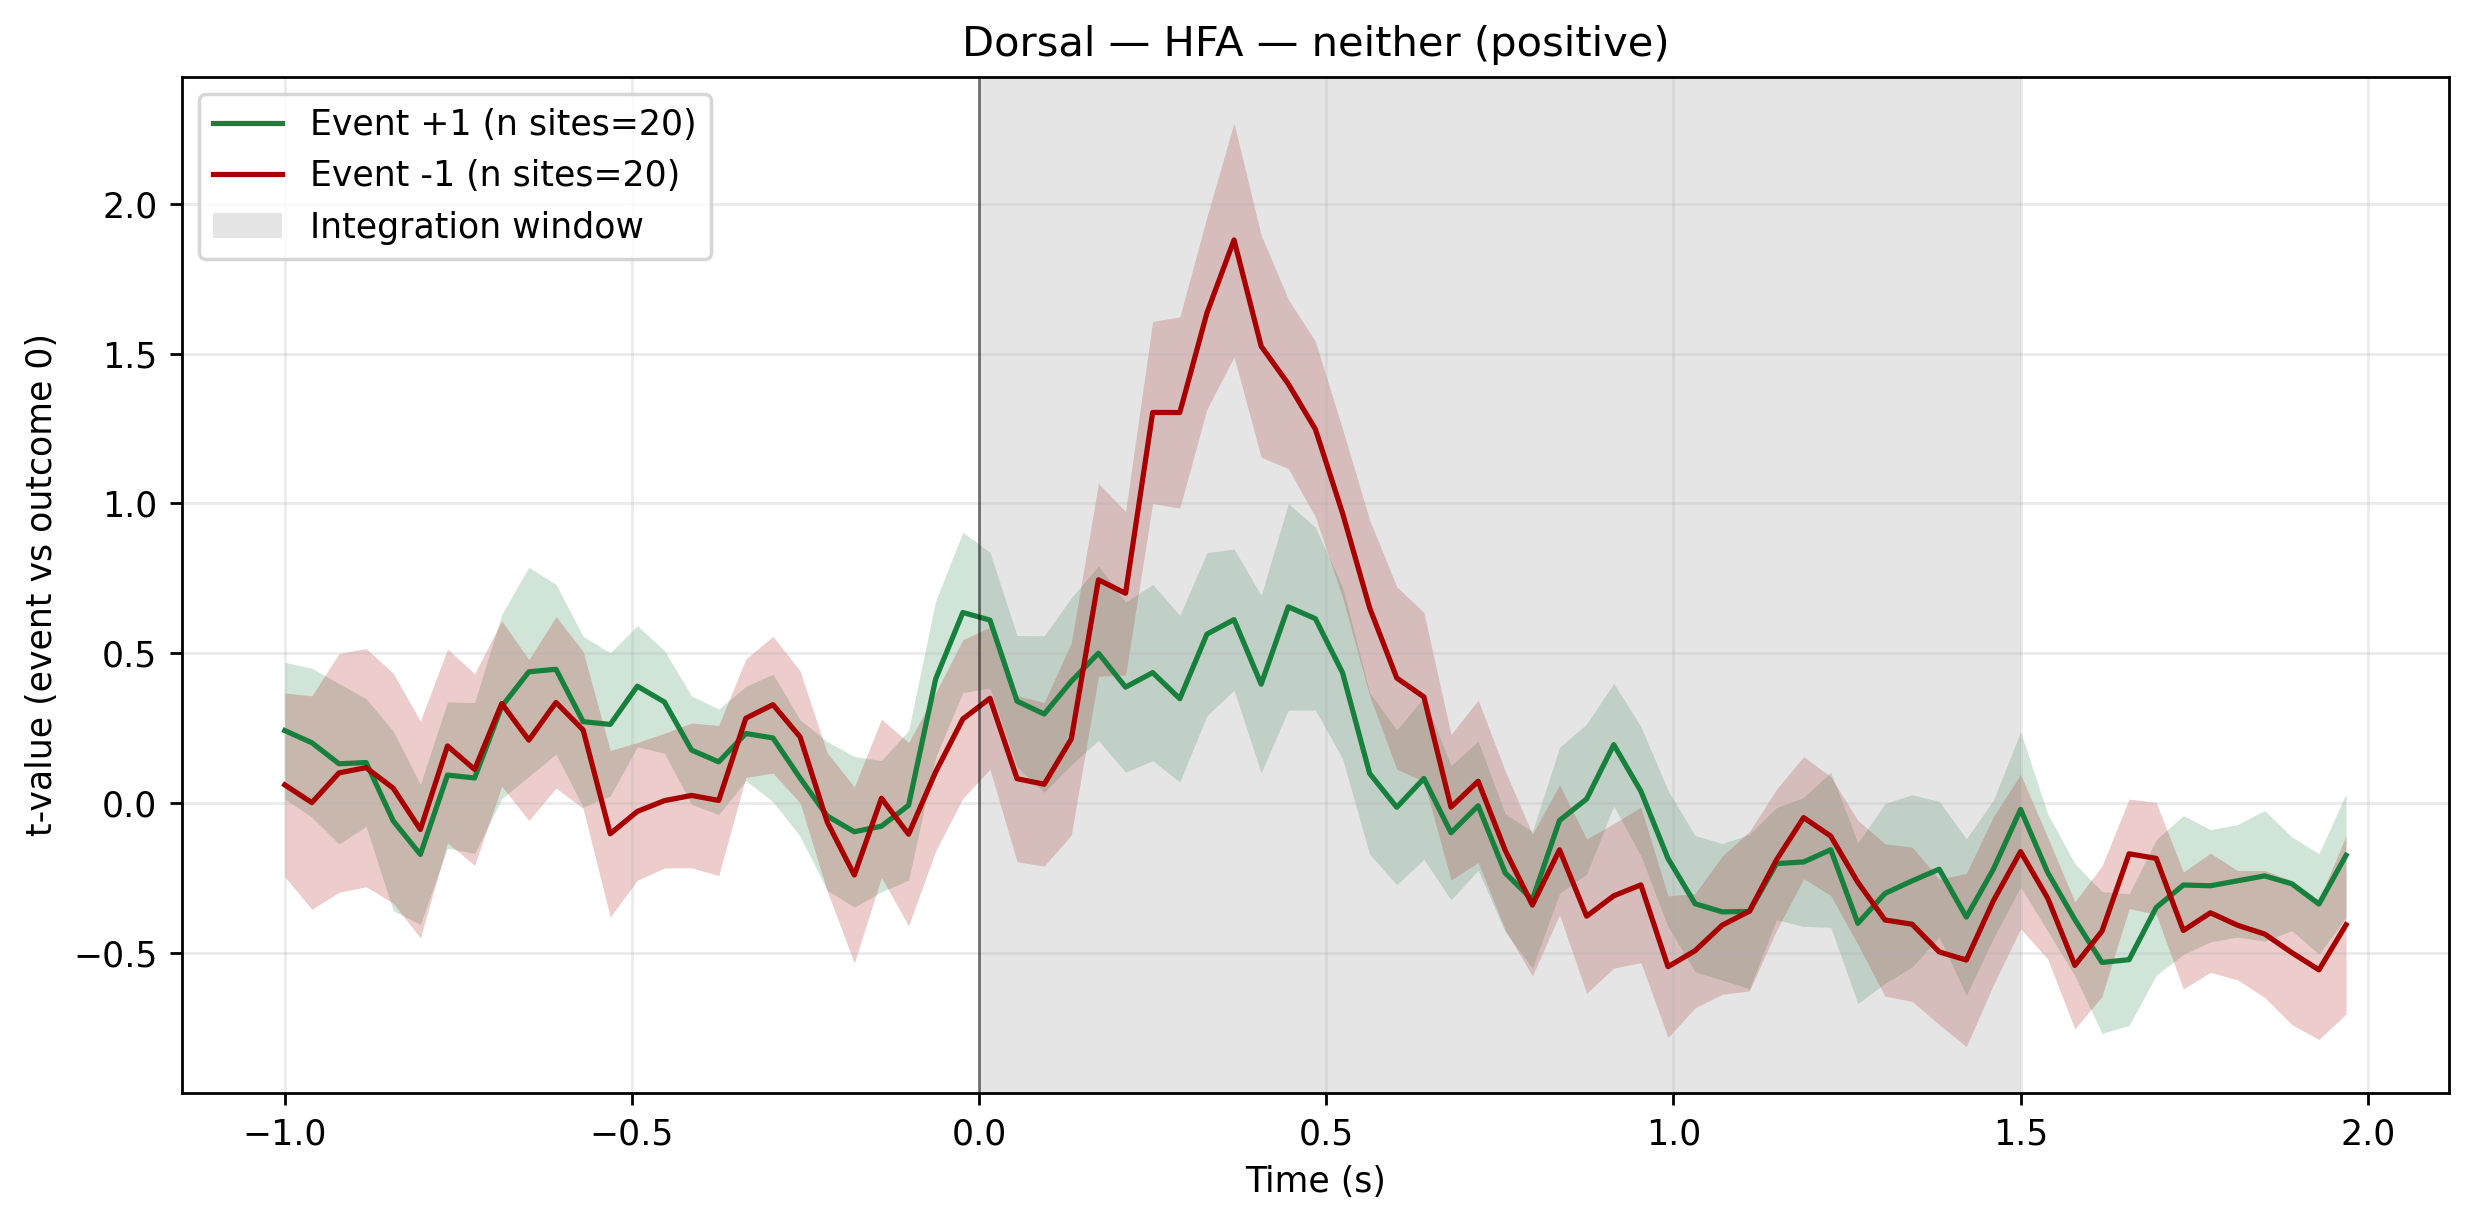 Dorsal — HFA — neither (positive)
Event +1 (n sites=20)
Event -1 (n sites=20)
Integration window
t-value (event vs outcome 0)
2.0
1.5
1.0
0.5
0.0
−0.5
−1.0 −0.5 0.0 0.5 1.0 1.5 2.0
Time (s)